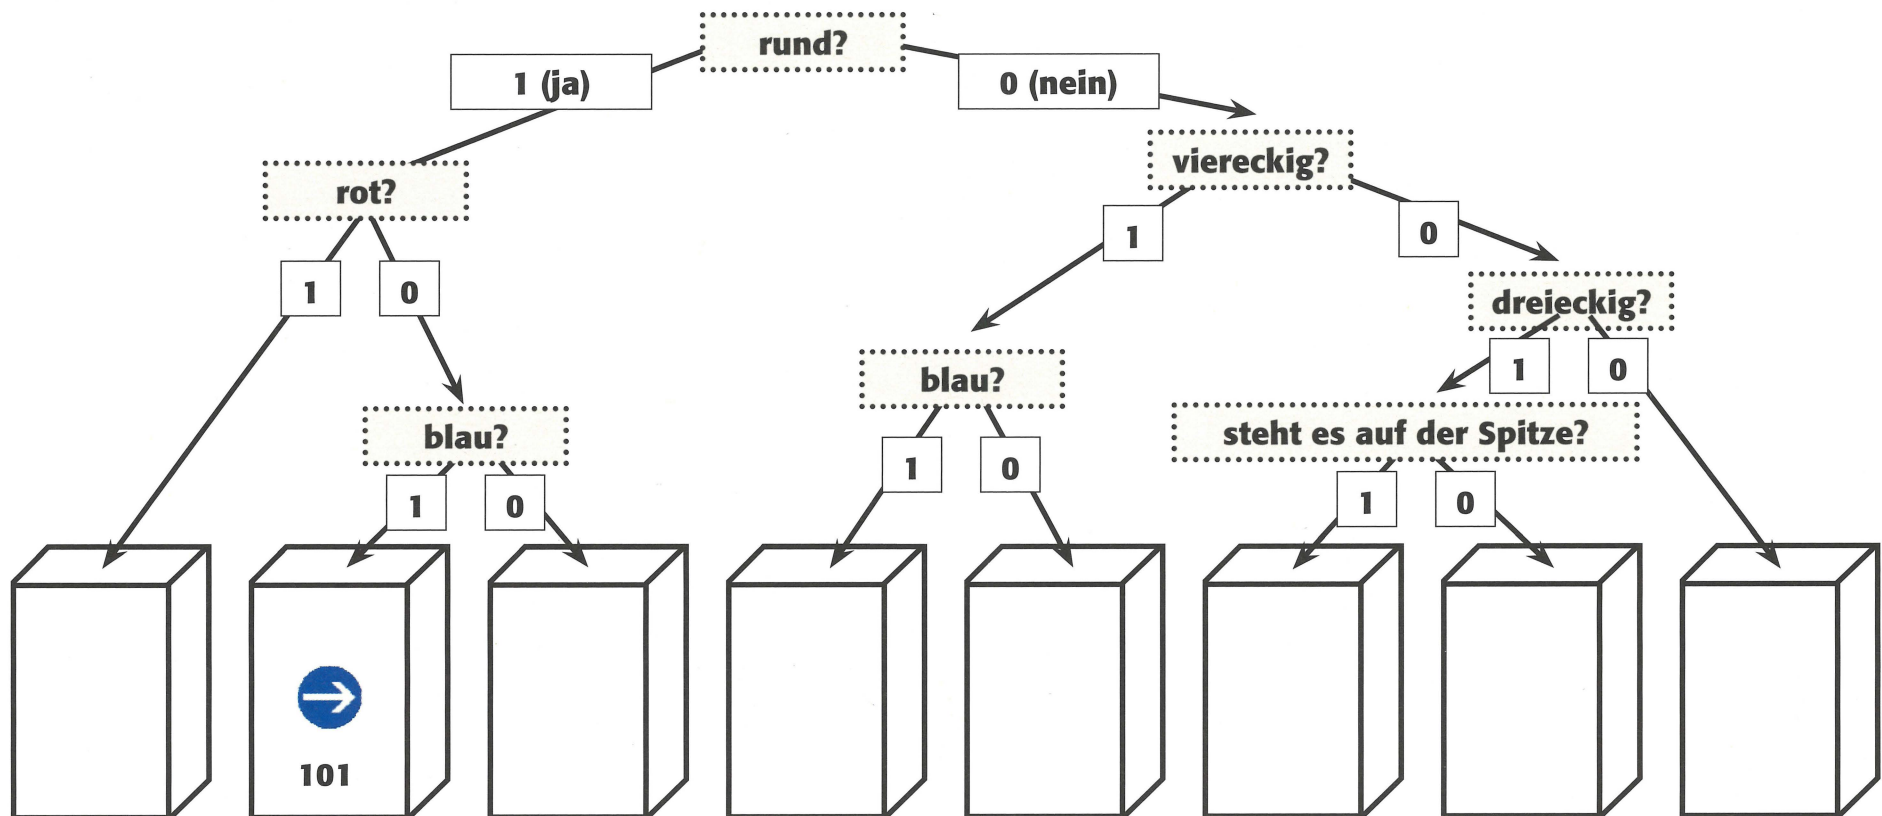 rund?
1 (ja)
0 (nein)
viereckig?
rot?
1
0
1
0
dreieckig?
1
0
blau?
blau?
steht es auf der Spitze?
1
0
1
0
1
0
101